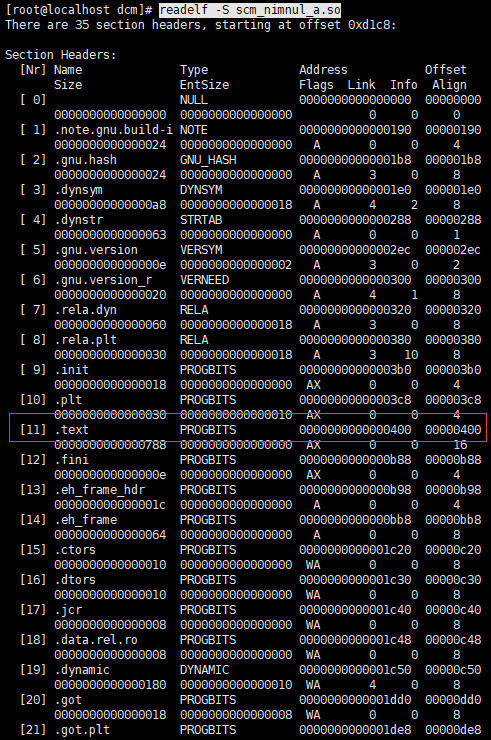 [root@localhost dcm]# readelf -S scm_nimnul_a.so
There are 35 section headers, starting at offset 0xd1c8:
Section Headers:
[Nr] Name Type Address Offset
Size EntSize Flags Link Info Align
[ 0] NULL 0000000000000000 00000000
0000000000000000 0000000000000000 0 0 0
[ 1] .note.gnu.build-i NOTE 0000000000000190 00000190
0000000000000024 0000000000000000 A 0 0 4
[ 2] .gnu.hash GNU_HASH 00000000000001b8 000001b8
0000000000000024 0000000000000000 A 3 0 8
[ 3] .dynsym DYNSYM 00000000000001e0 000001e0
00000000000000a8 0000000000000018 A 4 2 8
[ 4] .dynstr STRTAB 0000000000000288 00000288
0000000000000063 0000000000000000 A 0 0 1
[ 5] .gnu.version VERSYM 00000000000002ec 000002ec
000000000000000e 0000000000000002 A 3 0 2
[ 6] .gnu.version_r VERNEED 0000000000000300 00000300
0000000000000020 0000000000000000 A 4 1 8
[ 7] .rela.dyn RELA 0000000000000320 00000320
0000000000000060 0000000000000018 A 3 0 8
[ 8] .rela.plt RELA 0000000000000380 00000380
0000000000000030 0000000000000018 A 3 10 8
[ 9] .init PROGBITS 00000000000003b0 000003b0
0000000000000018 0000000000000000 AX 0 0 4
[10] .plt PROGBITS 00000000000003c8 000003c8
0000000000000030 0000000000000010 AX 0 0 4
[11] .text PROGBITS 0000000000000400 00000400
0000000000000788 0000000000000000 AX 0 0 16
[12] .fini PROGBITS 0000000000000b88 00000b88
000000000000000e 0000000000000000 AX 0 0 4
[13] .eh_frame_hdr PROGBITS 0000000000000b98 00000b98
000000000000001c 0000000000000000 A 0 0 4
[14] .eh_frame PROGBITS 0000000000000bb8 00000bb8
0000000000000064 0000000000000000 A 0 0 8
[15] .ctors PROGBITS 0000000000001c20 00000c20
0000000000000010 0000000000000000 WA 0 0 8
[16] .dtors PROGBITS 0000000000001c30 00000c30
0000000000000010 0000000000000000 WA 0 0 8
[17] .jcr PROGBITS 0000000000001c40 00000c40
0000000000000008 0000000000000000 WA 0 0 8
[18] .data.rel.ro PROGBITS 0000000000001c48 00000c48
0000000000000008 0000000000000000 WA 0 0 8
[19] .dynamic DYNAMIC 0000000000001c50 00000c50
0000000000000180 0000000000000010 WA 4 0 8
[20] .got PROGBITS 0000000000001dd0 00000dd0
0000000000000018 0000000000000008 WA 0 0 8
[21] .got.plt PROGBITS 0000000000001de8 00000de8